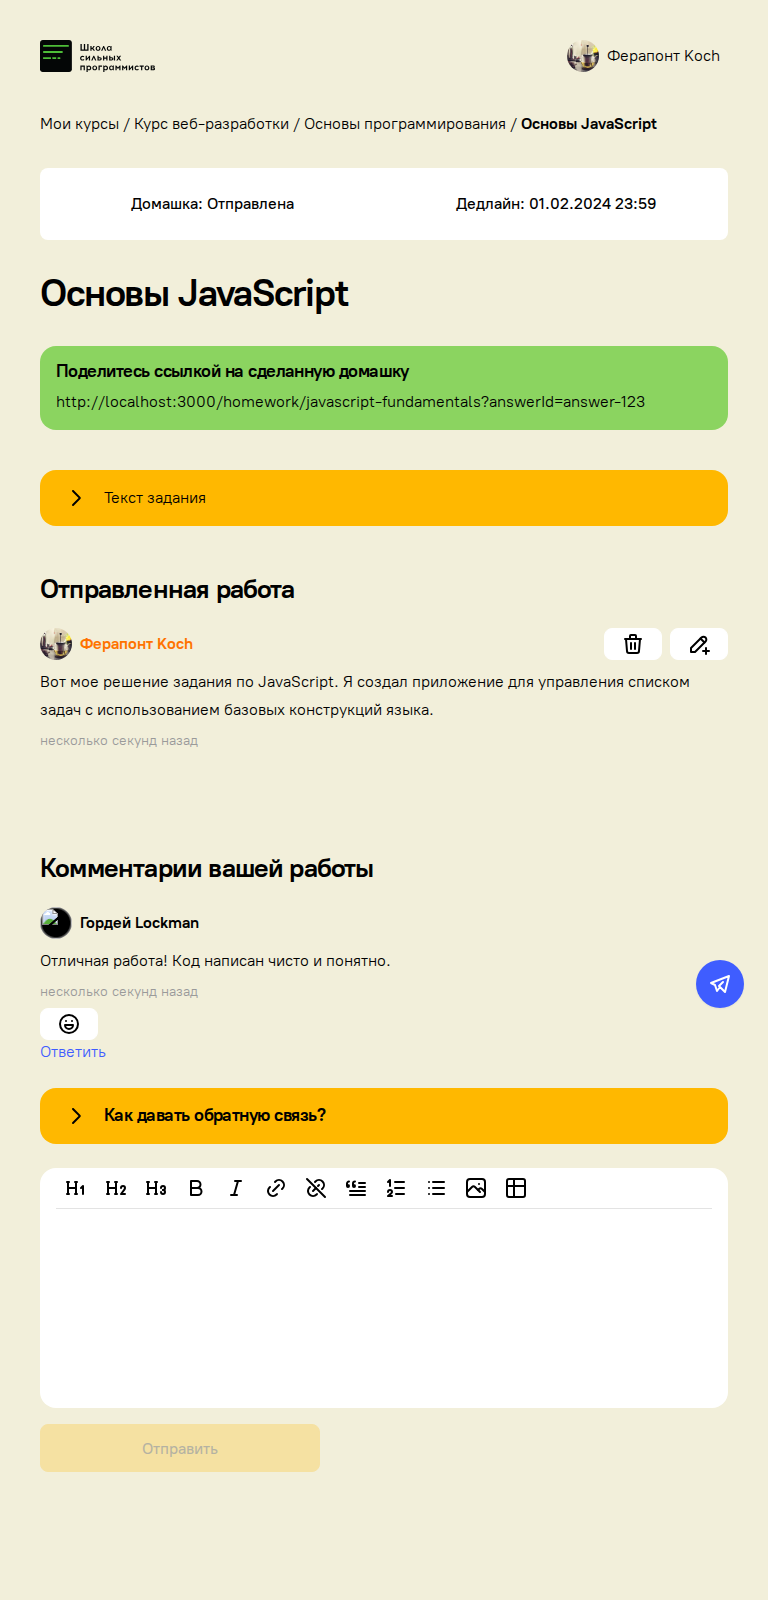 Школа
сильных
программистов
Ферапонт Koch
Мои курсы / Курс веб-разработки / Основы программирования / Основы JavaScript
Домашка: Отправлена
Дедлайн: 01.02.2024 23:59
Основы JavaScript
Поделитесь ссылкой на сделанную домашку
http://localhost:3000/homework/javascript-fundamentals?answerId=answer-123
Текст задания
Отправленная работа
Ферапонт Koch
Вот мое решение задания по JavaScript. Я создал приложение для управления списком
задач с использованием базовых конструкций языка.
несколько секунд назад
Комментарии вашей работы
Гордей Lockman
Отличная работа! Код написан чисто и понятно.
несколько секунд назад
Ответить
Как давать обратную связь?
H1 H2 H3 B I
Отправить